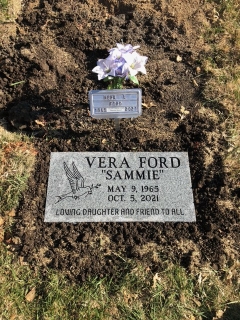 VERA FORD
"SAMMIE"
MAY 9, 1965
OCT. 5, 2021
LOVING DAUGHTER AND FRIEND TO ALL